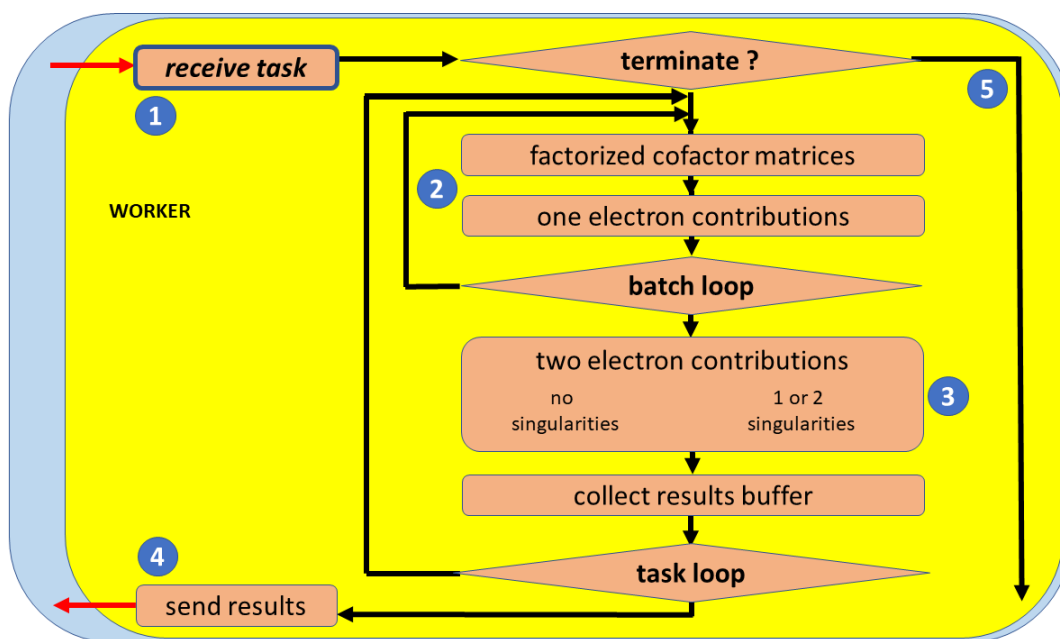 receive task
terminate ?
1
5
factorized cofactor matrices
2
WORKER
one electron contributions
batch loop
two electron contributions
no
singularities
1 or 2
singularities
3
collect results buffer
4
task loop
send results